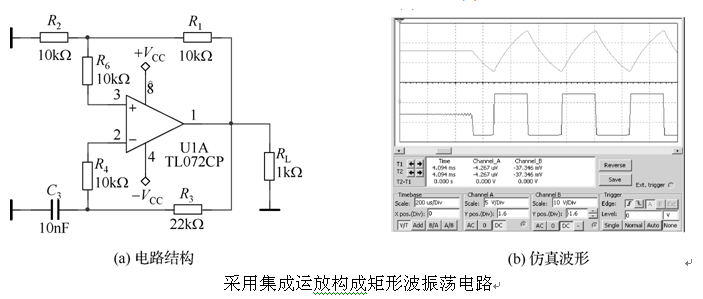 R2
10kΩ
R1
10kΩ
R6
10kΩ
+VCC
8
3
+
1
2
−
U1A
TL072CP
4
−VCC
R4
10kΩ
RL
1kΩ
C3
10nF
R3
22kΩ
(a) 电路结构
T1
T2
T2-T1
Time
4.094 ms
4.094 ms
0.000 s
Channel_A
-4.267 uV
-4.267 uV
0.000 V
Channel_B
-37.346 mV
-37.346 mV
0.000 V
Reverse
Save
Ext. trigger
Timebase
Scale: 200 us/Div
X pos.(Div): 0
Y/T Add B/A A/B
Channel A
Scale: 5 V/Div
Y pos.(Div): 1.6
AC 0 DC
Channel B
Scale: 10 V/Div
Y pos.(Div): -1.6
AC 0 DC -
Trigger
Edge: A B Ext
Level: 0 V
Single Normal Auto None
(b) 仿真波形
采用集成运放构成矩形波振荡电路